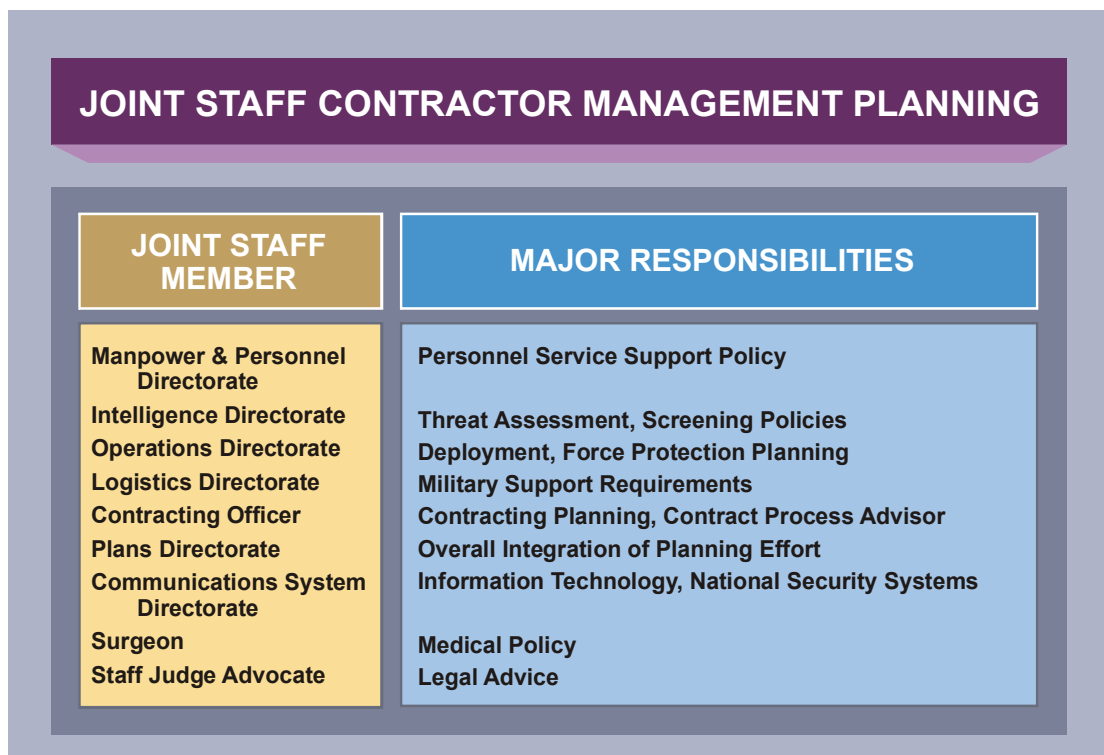 JOINT STAFF CONTRACTOR MANAGEMENT PLANNING
JOINT STAFF
MEMBER
MAJOR RESPONSIBILITIES
Manpower & Personnel
Directorate
Personnel Service Support Policy
Intelligence Directorate
Threat Assessment, Screening Policies
Operations Directorate
Deployment, Force Protection Planning
Logistics Directorate
Military Support Requirements
Contracting Officer
Contracting Planning, Contract Process Advisor
Plans Directorate
Overall Integration of Planning Effort
Communications System
Directorate
Information Technology, National Security Systems
Surgeon
Medical Policy
Staff Judge Advocate
Legal Advice